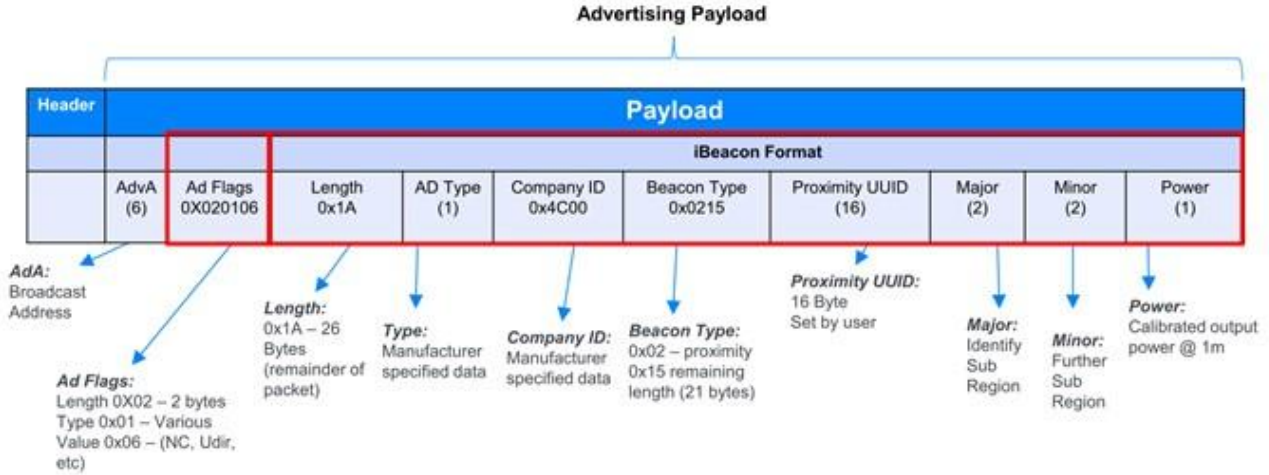 Advertising Payload
Header
Payload
iBeacon Format
AdvA
(6)
Ad Flags
0X020106
Length
0x1A
AD Type
(1)
Company ID
0x4C00
Beacon Type
0x0215
Proximity UUID
(16)
Major
(2)
Minor
(2)
Power
(1)
AdA:
Broadcast
Address
Ad Flags:
Length 0X02 – 2 bytes
Type 0x01 – Various
Value 0x06 – (NC, Udir,
etc)
Length:
0x1A – 26
Bytes
(remainder of
packet)
Type:
Manufacturer
specified data
Company ID:
Manufacturer
specified data
Beacon Type:
0x02 – proximity
0x15 remaining
length (21 bytes)
Proximity UUID:
16 Byte
Set by user
Major:
Identify
Sub
Region
Minor:
Further
Sub
Region
Power:
Calibrated output
power @ 1m